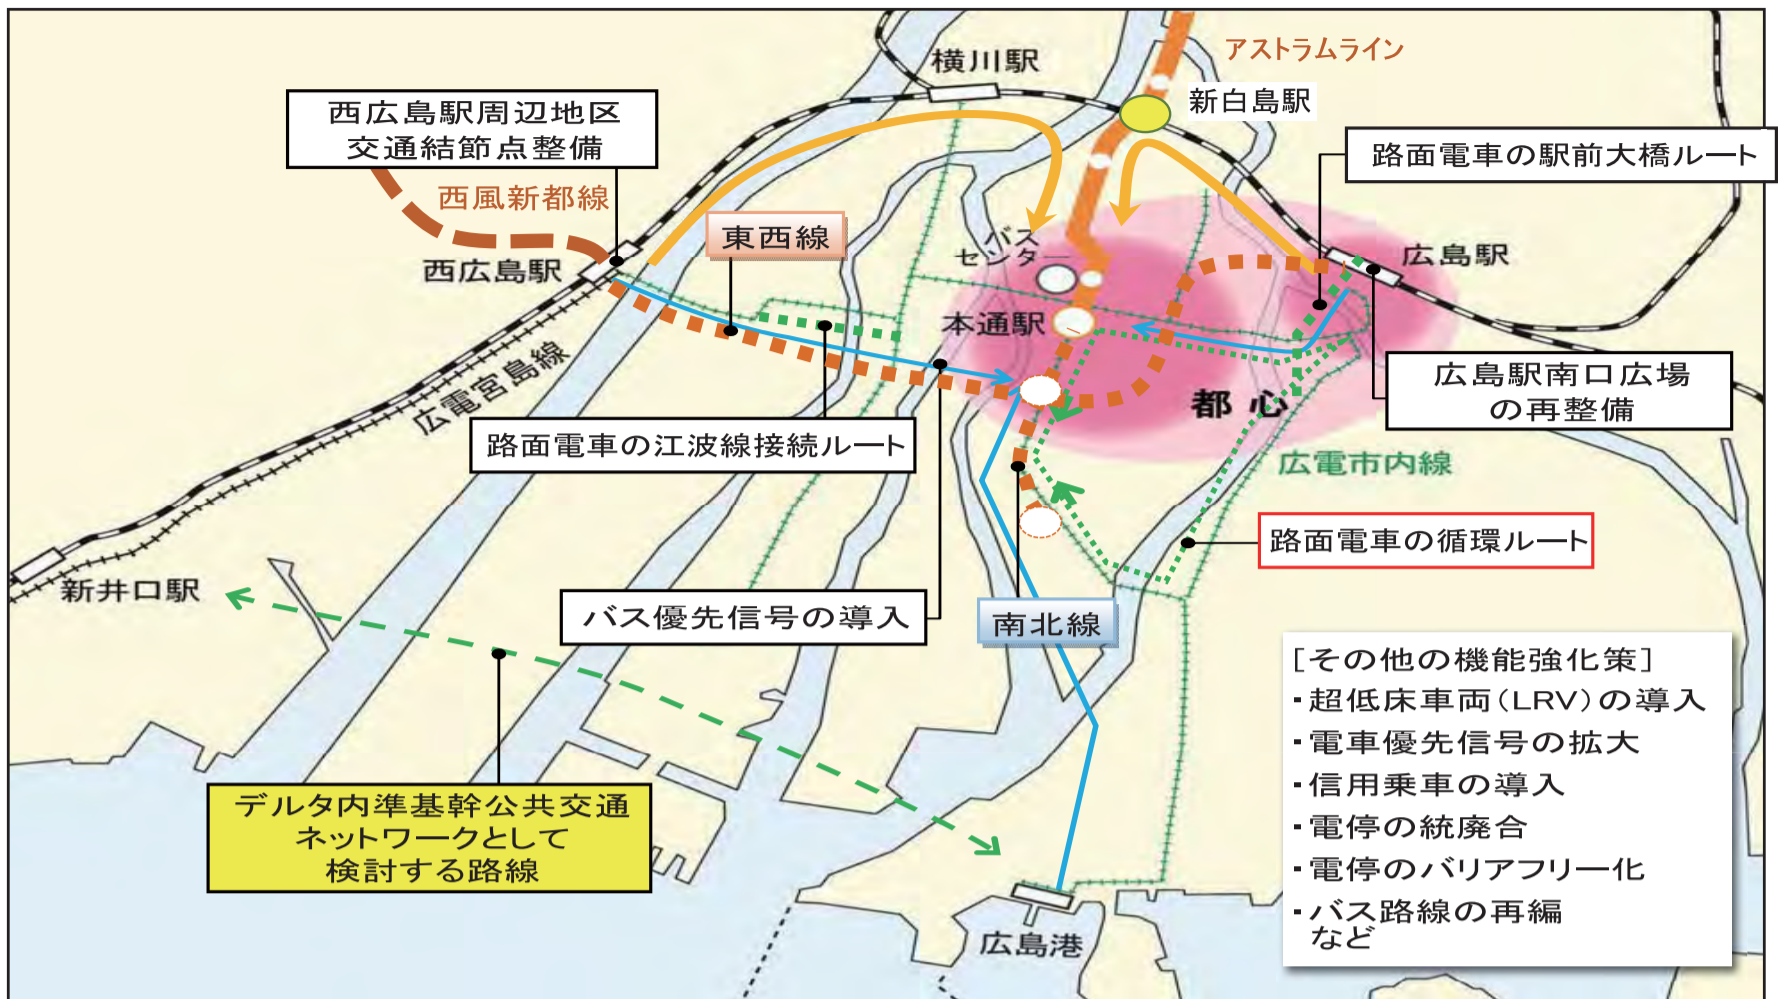 アストラムライン
横川駅
新白島駅
西広島駅周辺地区
交通結節点整備
路面電車の駅前大橋ルート
西風新都線
東西線
バス
センター
広島駅
西広島駅
本通駅
広電宮島線
都心
広島駅南口広場
の再整備
路面電車の江波線接続ルート
広電市内線
路面電車の循環ルート
新井口駅
バス優先信号の導入
南北線
[その他の機能強化策]
・超低床車両(LRV)の導入
・電車優先信号の拡大
・信用乗車の導入
・電停の統廃合
・電停のバリアフリー化
・バス路線の再編
など
デルタ内準基幹公共交通
ネットワークとして
検討する路線
広島港